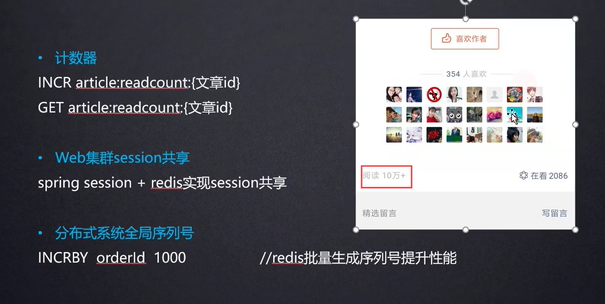 • 计数器
INCR article:readcount:{文章id}
GET article:readcount:{文章id}
• Web集群session共享
spring session + redis实现session共享
• 分布式系统全局序列号
INCRBY orderId 1000 //redis批量生成序列号提升性能
喜欢作者
354 人喜欢
阅读 10万+
在看 2086
精选留言
写留言